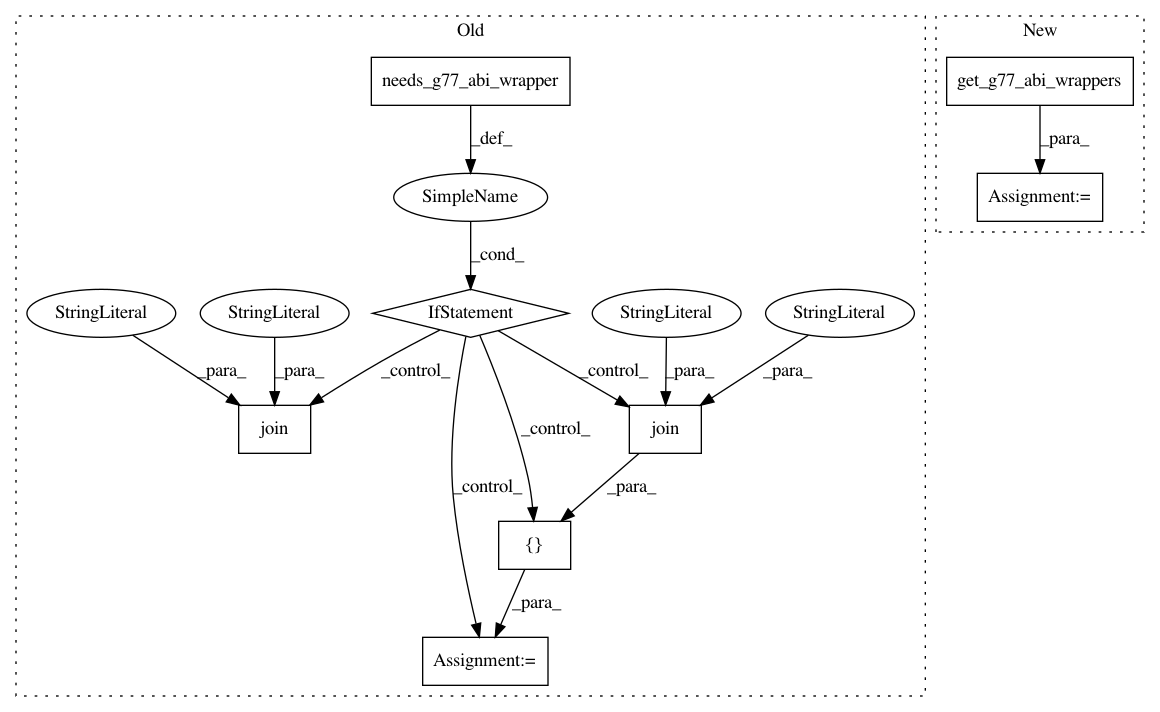 Old
New
needs_g77_abi_wrapper
get_g77_abi_wrappers
_def_
_para_
SimpleName
Assignment:=
_cond_
StringLiteral
StringLiteral
IfStatement
StringLiteral
StringLiteral
_para_
_para_
_control_
_control_
_para_
_para_
join
join
_control_
_control_
_para_
{}
_para_
Assignment:=